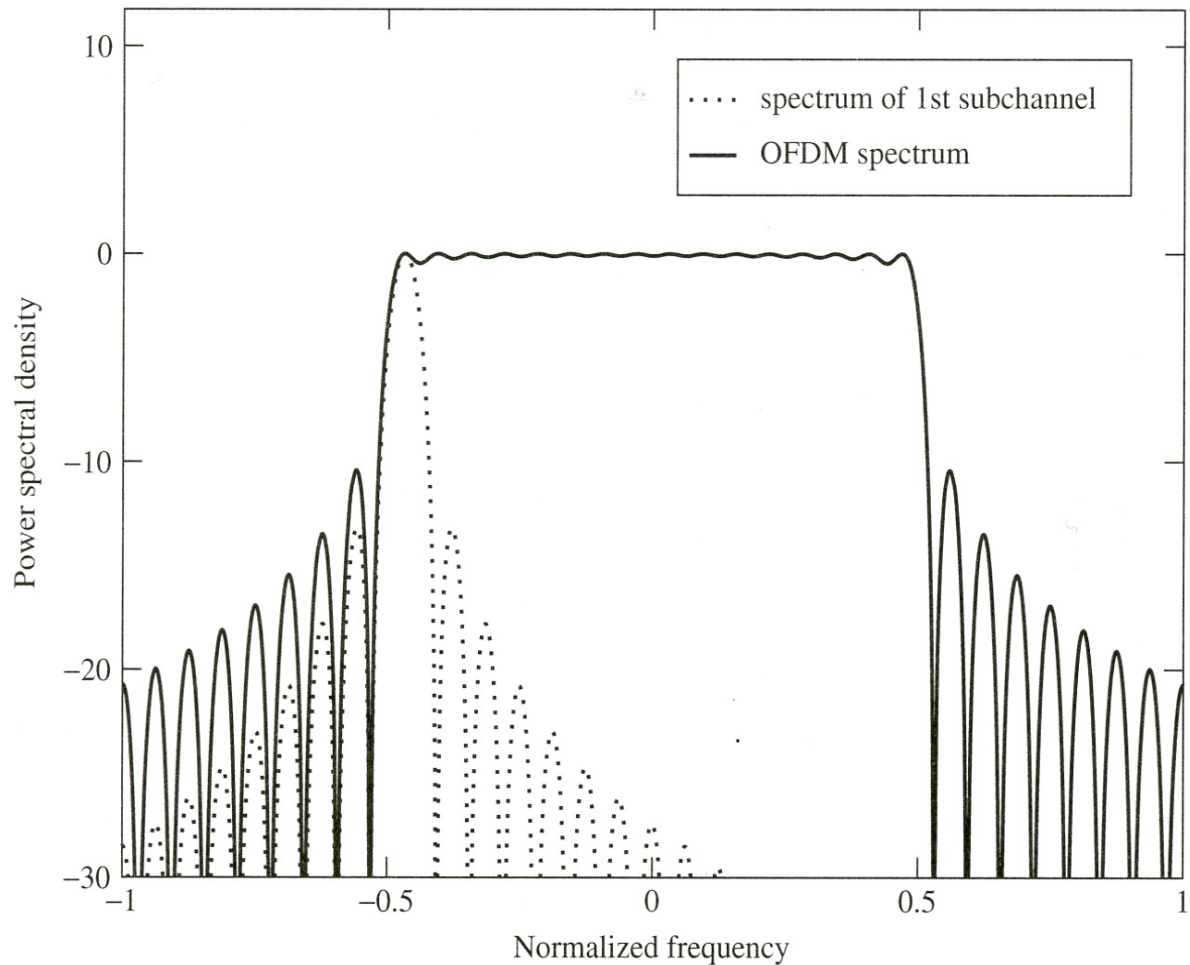 10
0
−10
−20
−30
Power spectral density
spectrum of 1st subchannel
OFDM spectrum
−1
−0.5
0
0.5
1
Normalized frequency